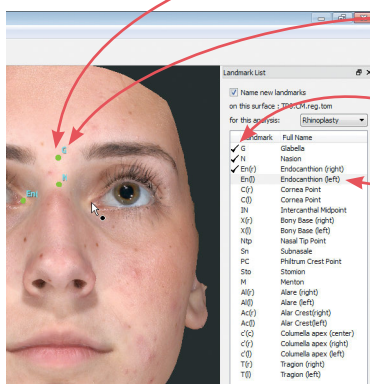 Landmark List
Name new landmarks
on this surface : TPS.CM.reg.tom
for this analysis: Rhinoplasty
Landmark Full Name
G Glabella
N Nasion
En(r) Endocanthion (right)
En(l) Endocanthion (left)
C(r) Cornea Point
C(l) Cornea Point
IN Intercanthal Midpoint
X(r) Bony Base (right)
X(l) Bony Base (left)
Ntp Nasal Tip Point
Sn Subnasale
PC Philtrum Crest Point
Sto Stomion
M Menton
Al(r) Alare (right)
Al(l) Alare (left)
Ac(r) Alar Crest(right)
Ac(l) Alar Crest(left)
c'(c) Columella apex (center)
c'(r) Columella apex (right)
c'(l) Columella apex (left)
T(r) Tragion (right)
T(l) Tragion (left)
G